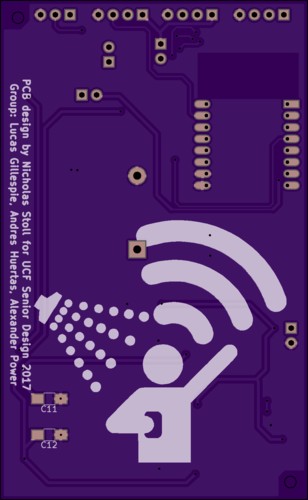 PCB design by Nicholas Stoll for UCF Senior Design 2017
Group: Lucas Gillespie, Andres Huertas, Alexander Power
C11
C12